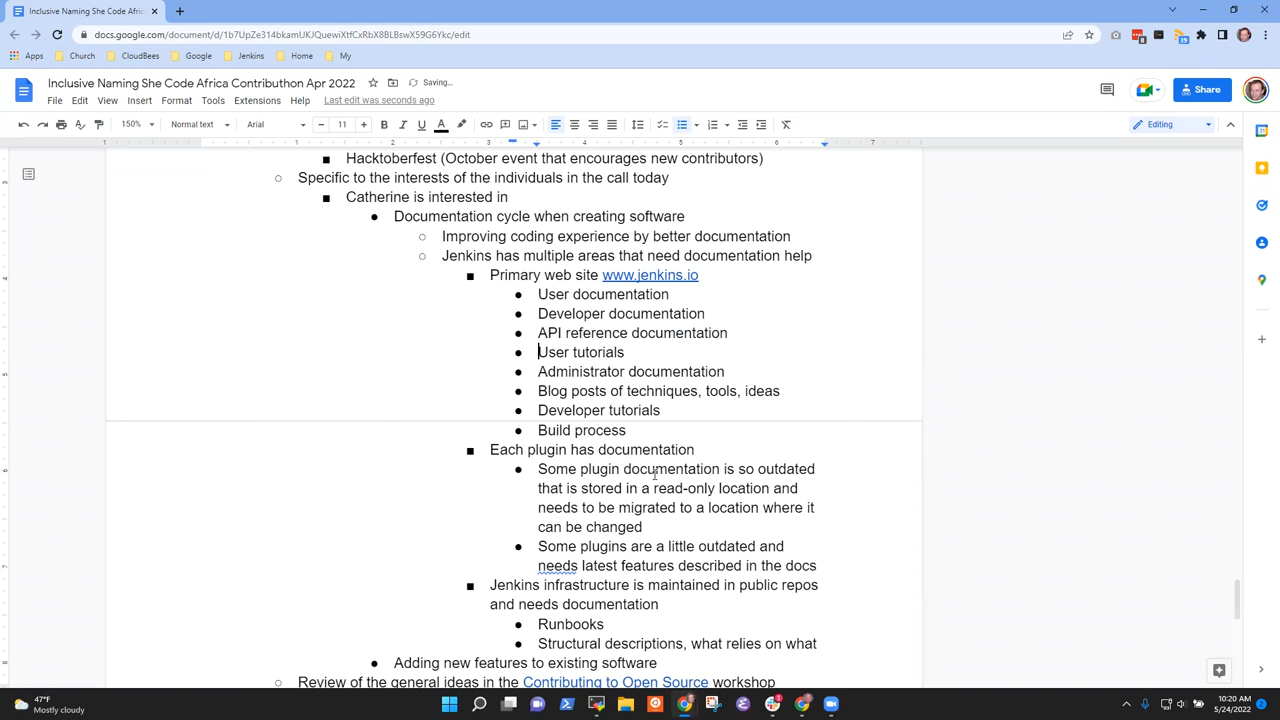 Inclusive Naming She Code Africa
docs.google.com/document/d/1b7UpZe314bkamUKJQuewiXtfCxRbX8BLBswX59G6Ykc/edit
Apps Church CloudBees Google Jenkins Home My
Inclusive Naming She Code Africa Contributhon Apr 2022 Saving…
File Edit View Insert Format Tools Extensions Help Last edit was seconds ago
Share
150% Normal text Arial 11 Editing
1 1 2 3 4 5 6 7
■ Hacktoberfest (October event that encourages new contributors)
○ Specific to the interests of the individuals in the call today
■ Catherine is interested in
● Documentation cycle when creating software
○ Improving coding experience by better documentation
○ Jenkins has multiple areas that need documentation help
■ Primary web site www.jenkins.io
● User documentation
● Developer documentation
● API reference documentation
● User tutorials
● Administrator documentation
● Blog posts of techniques, tools, ideas
● Developer tutorials
● Build process
■ Each plugin has documentation
● Some plugin documentation is so outdated
that is stored in a read-only location and
needs to be migrated to a location where it
can be changed
● Some plugins are a little outdated and
needs latest features described in the docs
■ Jenkins infrastructure is maintained in public repos
and needs documentation
● Runbooks
● Structural descriptions, what relies on what
● Adding new features to existing software
○ Review of the general ideas in the Contributing to Open Source workshop
47°F
Mostly cloudy
10:20 AM
5/24/2022